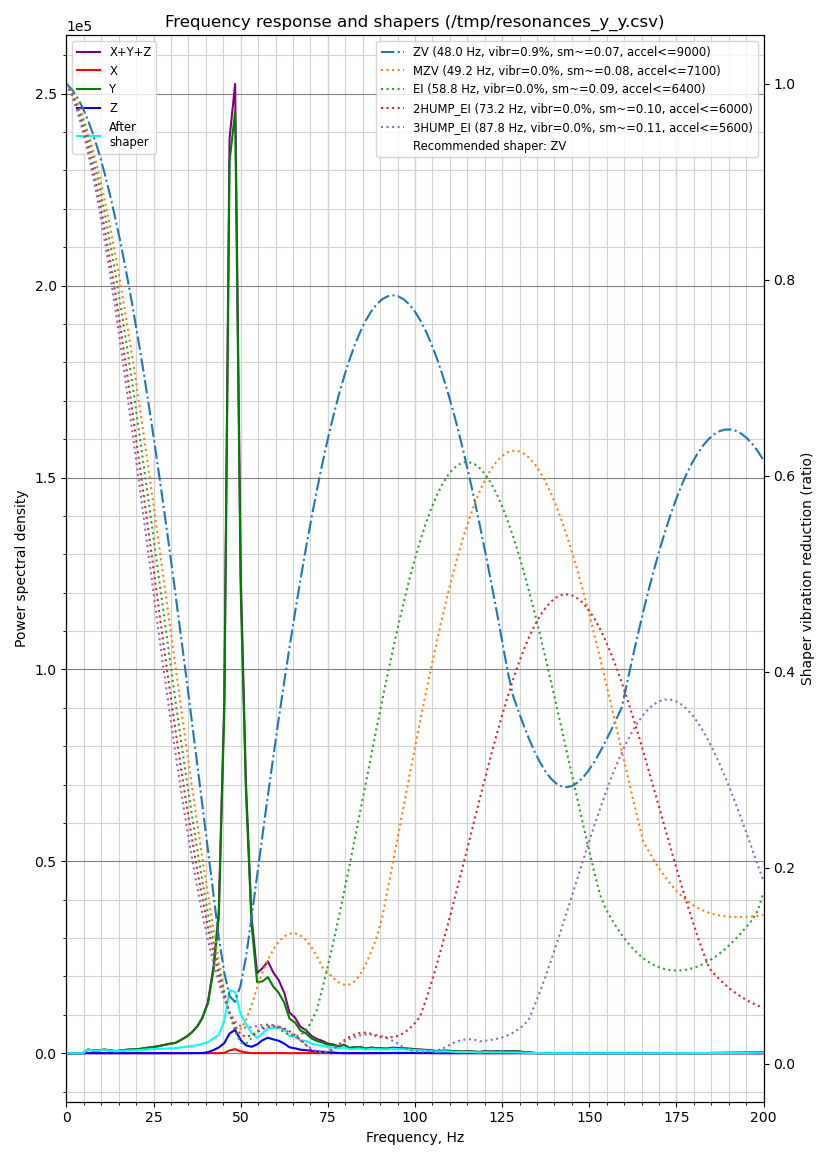 Frequency response and shapers (/tmp/resonances_y_y.csv)
1e5
X+Y+Z
X
Y
Z
After
shaper
ZV (48.0 Hz, vibr=0.9%, sm~=0.07, accel<=9000)
MZV (49.2 Hz, vibr=0.0%, sm~=0.08, accel<=7100)
EI (58.8 Hz, vibr=0.0%, sm~=0.09, accel<=6400)
2HUMP_EI (73.2 Hz, vibr=0.0%, sm~=0.10, accel<=6000)
3HUMP_EI (87.8 Hz, vibr=0.0%, sm~=0.11, accel<=5600)
Recommended shaper: ZV
Power spectral density
2.5
2.0
1.5
1.0
0.5
0.0
1.0
0.8
0.6
0.4
0.2
0.0
Shaper vibration reduction (ratio)
0 25 50 75 100 125 150 175 200
Frequency, Hz